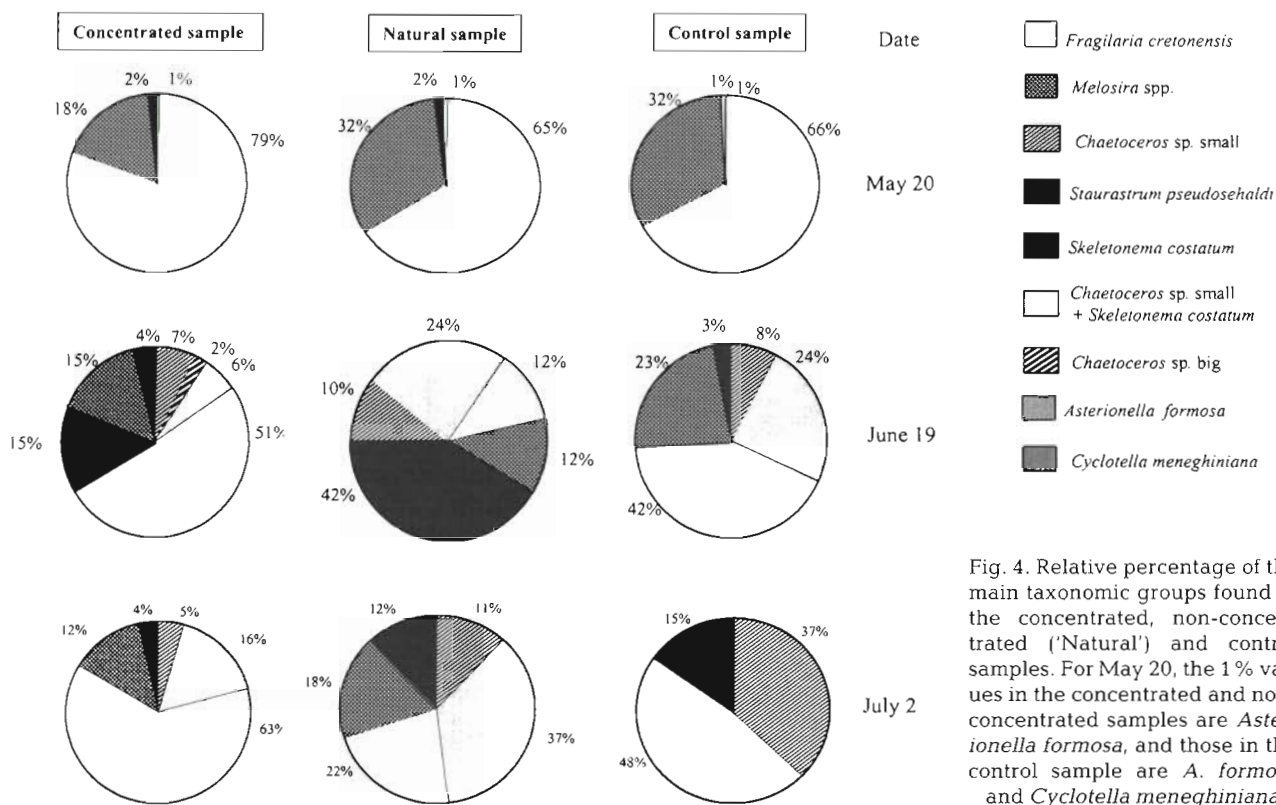 Concentrated sample
Natural sample
Control sample
Date
2% 1%
18%
79%
2% 1%
32%
65%
1% 1%
32%
66%
May 20
4% 7% 2% 6%
15%
51%
15%
24%
12%
10%
12%
42%
3% 8%
23%
24%
42%
June 19
4% 5%
12%
16%
63%
12% 11%
18%
37%
22%
15%
37%
48%
July 2
Fragilaria cretonensis
Melosira spp.
Chaetoceros sp. small
Staurastrum pseudosehaldi
Skeletonema costatum
Chaetoceros sp. small
+ Skeletonema costatum
Chaetoceros sp. big
Asterionella formosa
Cyclotella meneghiniana
Fig. 4. Relative percentage of th
main taxonomic groups found
the concentrated, non-concen
trated ('Natural') and contr
samples. For May 20, the 1% va
ues in the concentrated and no
concentrated samples are Aste
ionella formosa, and those in th
control sample are A. formo
and Cyclotella meneghiniana